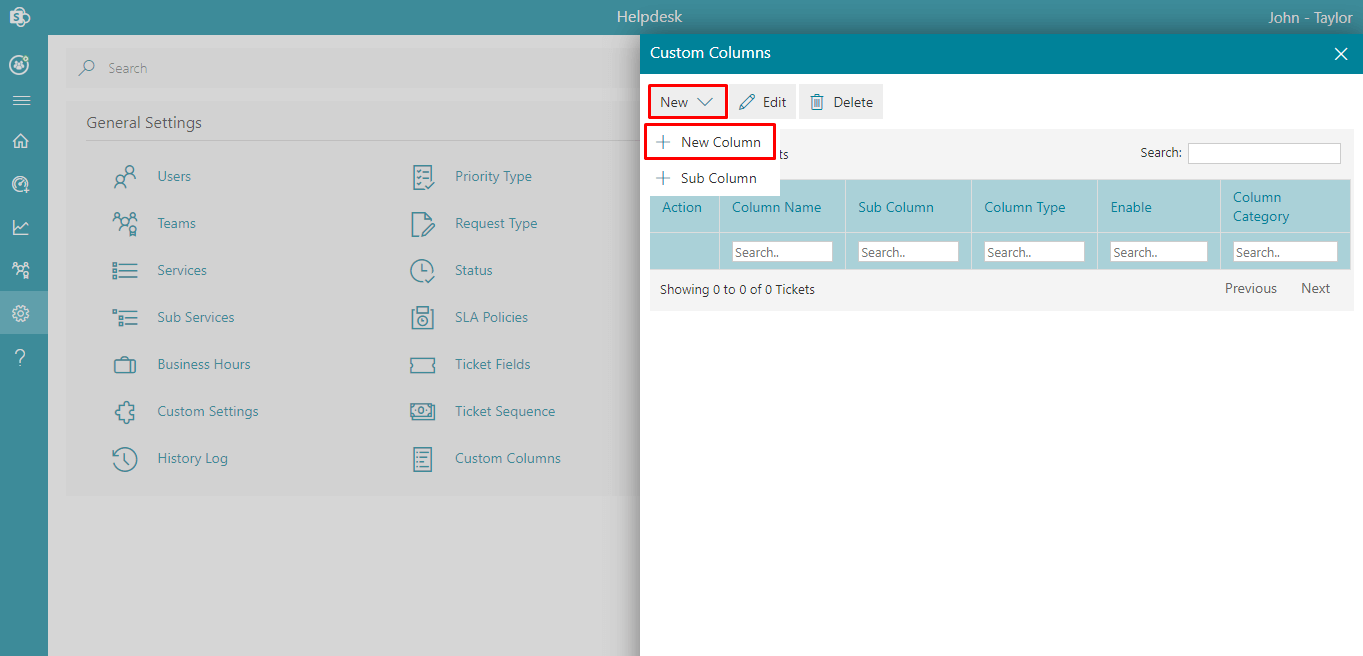 Helpdesk
John - Taylor
Search
General Settings
Users
Priority Type
Teams
Request Type
Services
Status
Sub Services
SLA Policies
Business Hours
Ticket Fields
Custom Settings
Ticket Sequence
History Log
Custom Columns
Custom Columns
New
Edit
Delete
New Column
Sub Column
ts
Search:
Action
Column Name
Sub Column
Column Type
Enable
Column
Category
Search..
Search..
Search..
Search..
Search..
Showing 0 to 0 of 0 Tickets
Previous
Next